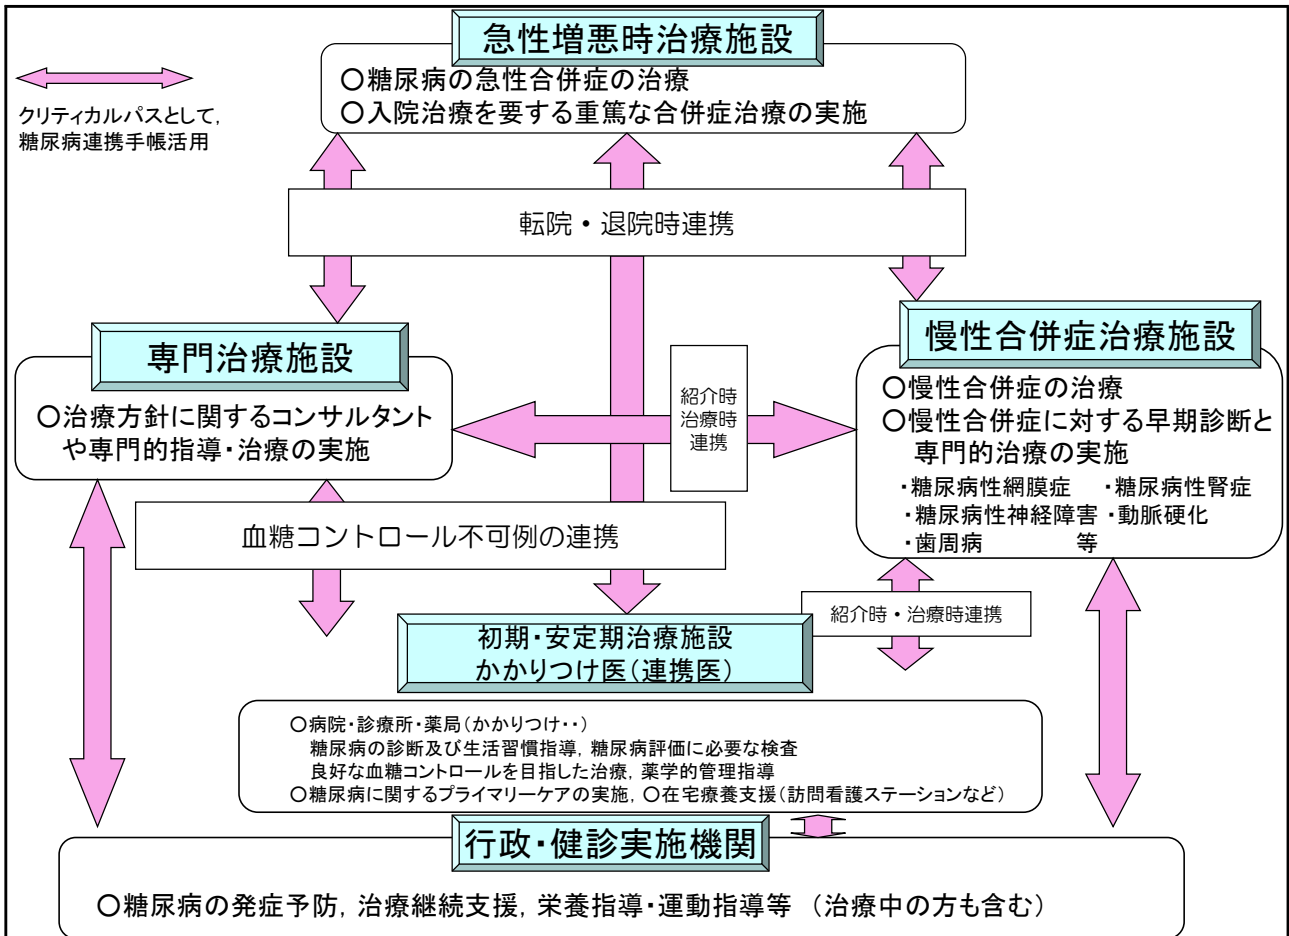 急性増悪時治療施設
○糖尿病の急性合併症の治療
○入院治療を要する重篤な合併症治療の実施
クリティカルパスとして,
糖尿病連携手帳活用
転院・退院時連携
専門治療施設
○治療方針に関するコンサルタント
や専門的指導・治療の実施
紹介時
治療時
連携
慢性合併症治療施設
○慢性合併症の治療
○慢性合併症に対する早期診断と
専門的治療の実施
・糖尿病性網膜症 ・糖尿病性腎症
・糖尿病性神経障害 ・動脈硬化
・歯周病 等
血糖コントロール不可例の連携
紹介時・治療時連携
初期・安定期治療施設
かかりつけ医(連携医)
○病院・診療所・薬局(かかりつけ・・)
糖尿病の診断及び生活習慣指導, 糖尿病評価に必要な検査
良好な血糖コントロールを目指した治療, 薬学的管理指導
○糖尿病に関するプライマリーケアの実施, ○在宅療養支援(訪問看護ステーションなど)
行政・健診実施機関
○糖尿病の発症予防, 治療継続支援, 栄養指導・運動指導等 (治療中の方も含む)